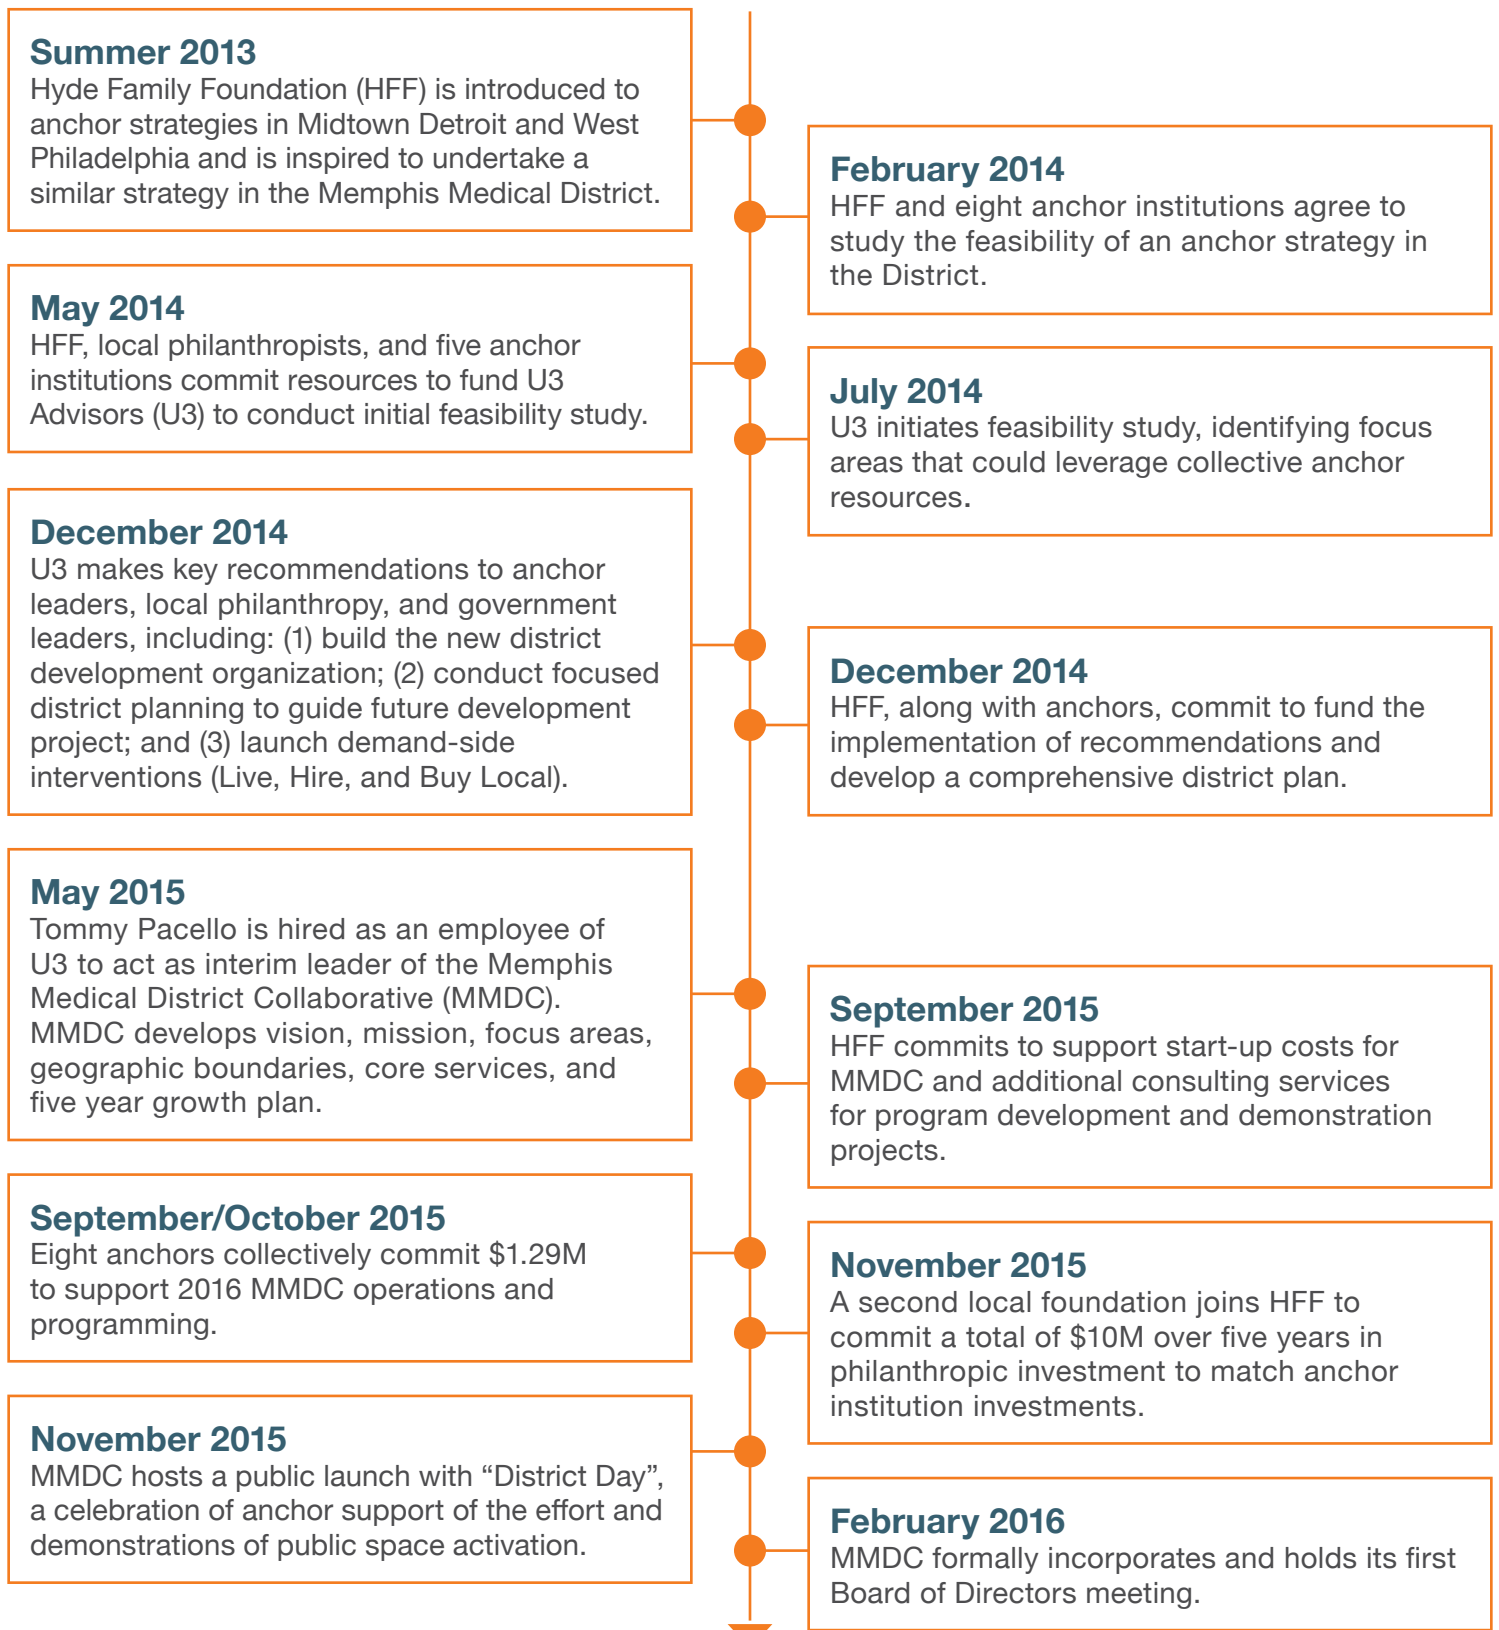 Summer 2013
Hyde Family Foundation (HFF) is introduced to
anchor strategies in Midtown Detroit and West
Philadelphia and is inspired to undertake a
similar strategy in the Memphis Medical District.
February 2014
HFF and eight anchor institutions agree to
study the feasibility of an anchor strategy in
the District.
May 2014
HFF, local philanthropists, and five anchor
institutions commit resources to fund U3
Advisors (U3) to conduct initial feasibility study.
July 2014
U3 initiates feasibility study, identifying focus
areas that could leverage collective anchor
resources.
December 2014
U3 makes key recommendations to anchor
leaders, local philanthropy, and government
leaders, including: (1) build the new district
development organization; (2) conduct focused
district planning to guide future development
project; and (3) launch demand-side
interventions (Live, Hire, and Buy Local).
December 2014
HFF, along with anchors, commit to fund the
implementation of recommendations and
develop a comprehensive district plan.
May 2015
Tommy Pacello is hired as an employee of
U3 to act as interim leader of the Memphis
Medical District Collaborative (MMDC).
MMDC develops vision, mission, focus areas,
geographic boundaries, core services, and
five year growth plan.
September 2015
HFF commits to support start-up costs for
MMDC and additional consulting services
for program development and demonstration
projects.
September/October 2015
Eight anchors collectively commit $1.29M
to support 2016 MMDC operations and
programming.
November 2015
A second local foundation joins HFF to
commit a total of $10M over five years in
philanthropic investment to match anchor
institution investments.
November 2015
MMDC hosts a public launch with “District Day”,
a celebration of anchor support of the effort and
demonstrations of public space activation.
February 2016
MMDC formally incorporates and holds its first
Board of Directors meeting.